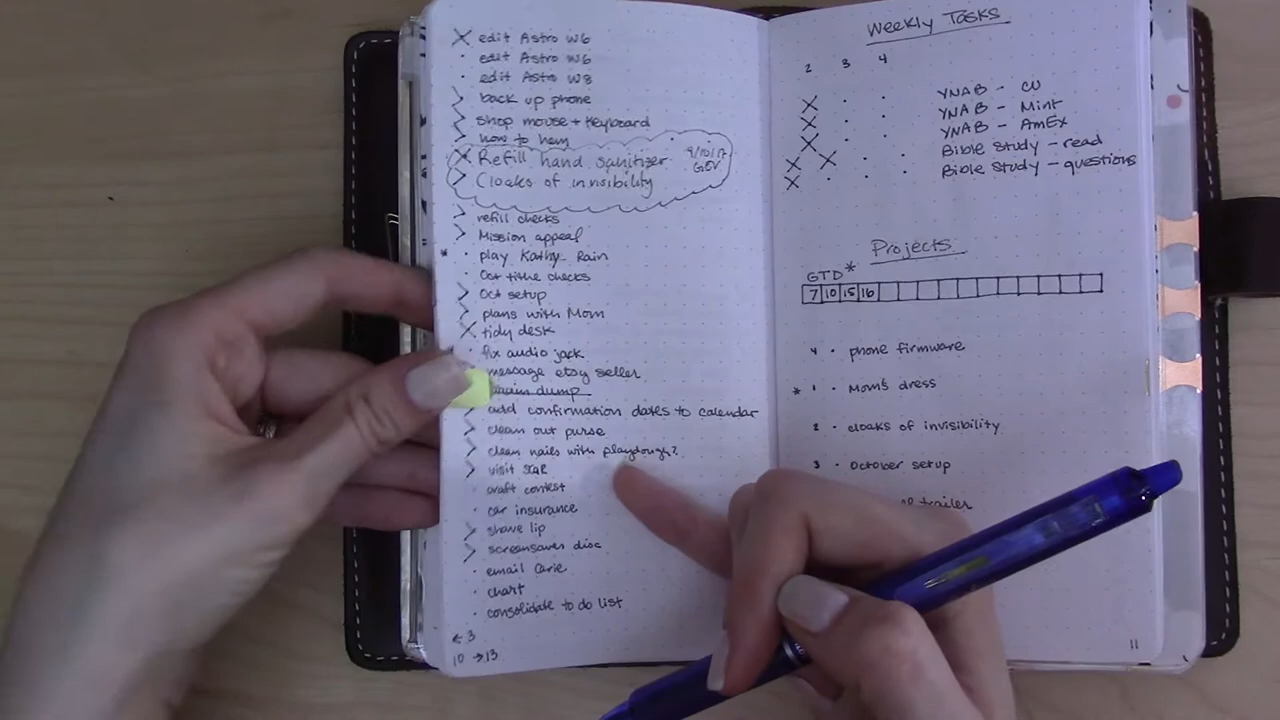 X edit Astro W6
edit Astro W6
· edit Astro W8
> back up phone
> shop mouse + keyboard
> how to hem
X Refill hand sanitizer 9/10/17
> Cloaks of invisibility
> refill checks
> Mission appeal
* · play Kathy's Rain
· Oct tithe checks
> Oct setup
> plans with Mom
X tidy desk
· fix audio jack
message etsy seller
brain dump
> add confirmation dates to calendar
> clean out purse
> clean nails with playdough?
> visit
craft contest
· car insurance
> shave lip
> screensaver disc
· email Carie
· chart
· consolidate to do list
← 3
10 → 13
Weekly Tasks
2 3 4
X · · YNAB - CU
X · · YNAB - Mint
X · · YNAB - AmEx
X X · · Bible Study - read
X · · · Bible Study - questions
Projects
GTD *
7 10 15 16
4 · phone firmware
* 1 · Mom's dress
2 · cloaks of invisibility
3 · October setup
trailer
11